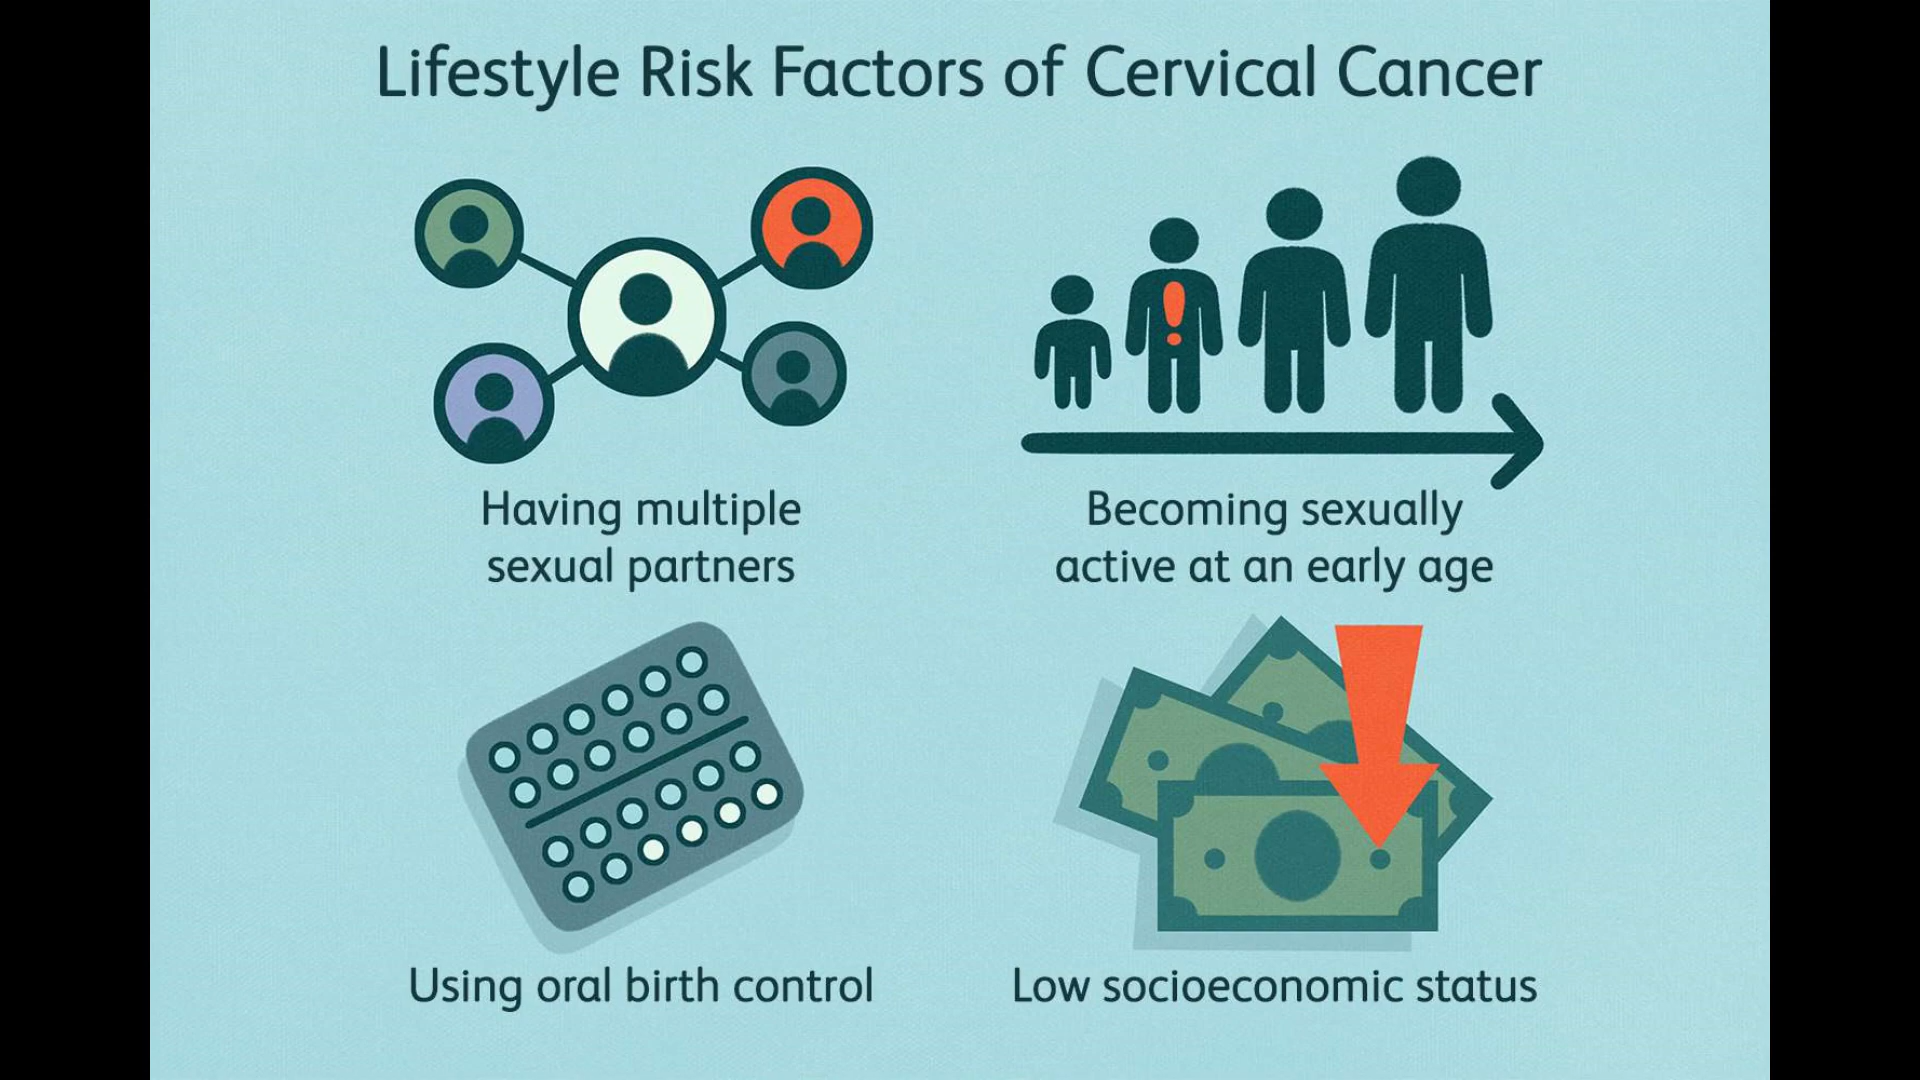 Lifestyle Risk Factors of Cervical Cancer
Having multiple
sexual partners
Becoming sexually
active at an early age
Using oral birth control
Low socioeconomic status